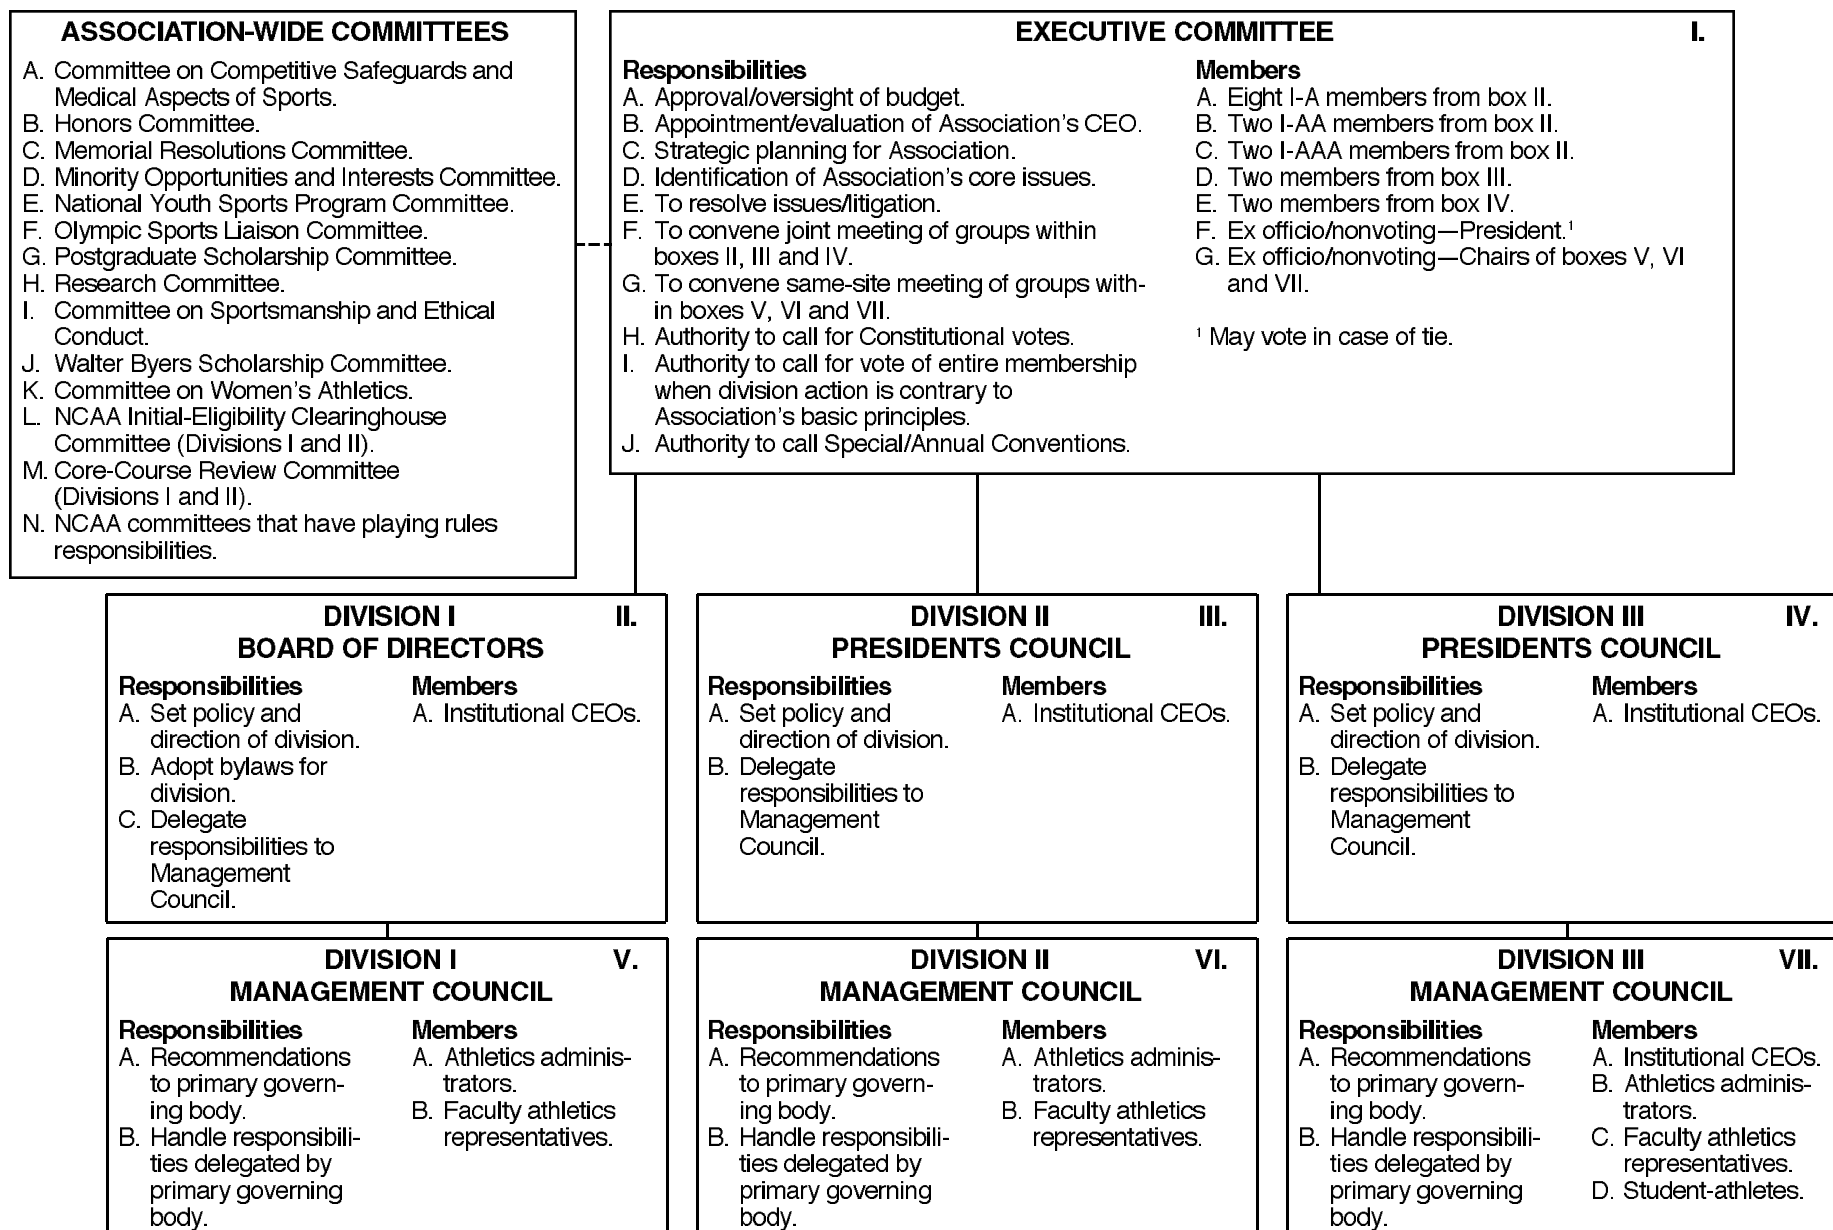 ASSOCIATION-WIDE COMMITTEES
A. Committee on Competitive Safeguards and
Medical Aspects of Sports.
B. Honors Committee.
C. Memorial Resolutions Committee.
D. Minority Opportunities and Interests Committee.
E. National Youth Sports Program Committee.
F. Olympic Sports Liaison Committee.
G. Postgraduate Scholarship Committee.
H. Research Committee.
I. Committee on Sportsmanship and Ethical
Conduct.
J. Walter Byers Scholarship Committee.
K. Committee on Women's Athletics.
L. NCAA Initial-Eligibility Clearinghouse
Committee (Divisions I and II).
M. Core-Course Review Committee
(Divisions I and II).
N. NCAA committees that have playing rules
responsibilities.
EXECUTIVE COMMITTEE I.
Responsibilities
A. Approval/oversight of budget.
B. Appointment/evaluation of Association's CEO.
C. Strategic planning for Association.
D. Identification of Association's core issues.
E. To resolve issues/litigation.
F. To convene joint meeting of groups within
boxes II, III and IV.
G. To convene same-site meeting of groups with-
in boxes V, VI and VII.
H. Authority to call for Constitutional votes.
I. Authority to call for vote of entire membership
when division action is contrary to
Association's basic principles.
J. Authority to call Special/Annual Conventions.
Members
A. Eight I-A members from box II.
B. Two I-AA members from box II.
C. Two I-AAA members from box II.
D. Two members from box III.
E. Two members from box IV.
F. Ex officio/nonvoting—President.¹
G. Ex officio/nonvoting—Chairs of boxes V, VI
and VII.
¹ May vote in case of tie.
DIVISION I II.
BOARD OF DIRECTORS
Responsibilities
A. Set policy and
direction of division.
B. Adopt bylaws for
division.
C. Delegate
responsibilities to
Management
Council.
Members
A. Institutional CEOs.
DIVISION II III.
PRESIDENTS COUNCIL
Responsibilities
A. Set policy and
direction of division.
B. Delegate
responsibilities to
Management
Council.
Members
A. Institutional CEOs.
DIVISION III IV.
PRESIDENTS COUNCIL
Responsibilities
A. Set policy and
direction of division.
B. Delegate
responsibilities to
Management
Council.
Members
A. Institutional CEOs.
DIVISION I V.
MANAGEMENT COUNCIL
Responsibilities
A. Recommendations
to primary govern-
ing body.
B. Handle responsibili-
ties delegated by
primary governing
body.
Members
A. Athletics adminis-
trators.
B. Faculty athletics
representatives.
DIVISION II VI.
MANAGEMENT COUNCIL
Responsibilities
A. Recommendations
to primary govern-
ing body.
B. Handle responsibili-
ties delegated by
primary governing
body.
Members
A. Athletics adminis-
trators.
B. Faculty athletics
representatives.
DIVISION III VII.
MANAGEMENT COUNCIL
Responsibilities
A. Recommendations
to primary govern-
ing body.
B. Handle responsibili-
ties delegated by
primary governing
body.
Members
A. Institutional CEOs.
B. Athletics adminis-
trators.
C. Faculty athletics
representatives.
D. Student-athletes.